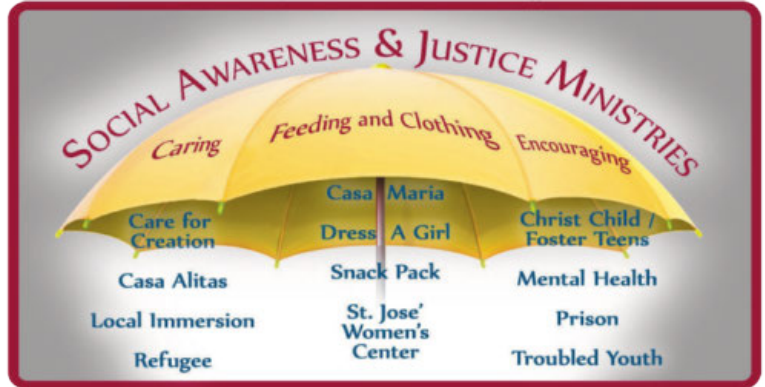 SOCIAL AWARENESS & JUSTICE MINISTRIES
Caring
Feeding and Clothing
Encouraging
Care for
Creation
Casa Alitas
Local Immersion
Refugee
Casa Maria
Dress A Girl
Snack Pack
St. Jose'
Women's
Center
Christ Child /
Foster Teens
Mental Health
Prison
Troubled Youth